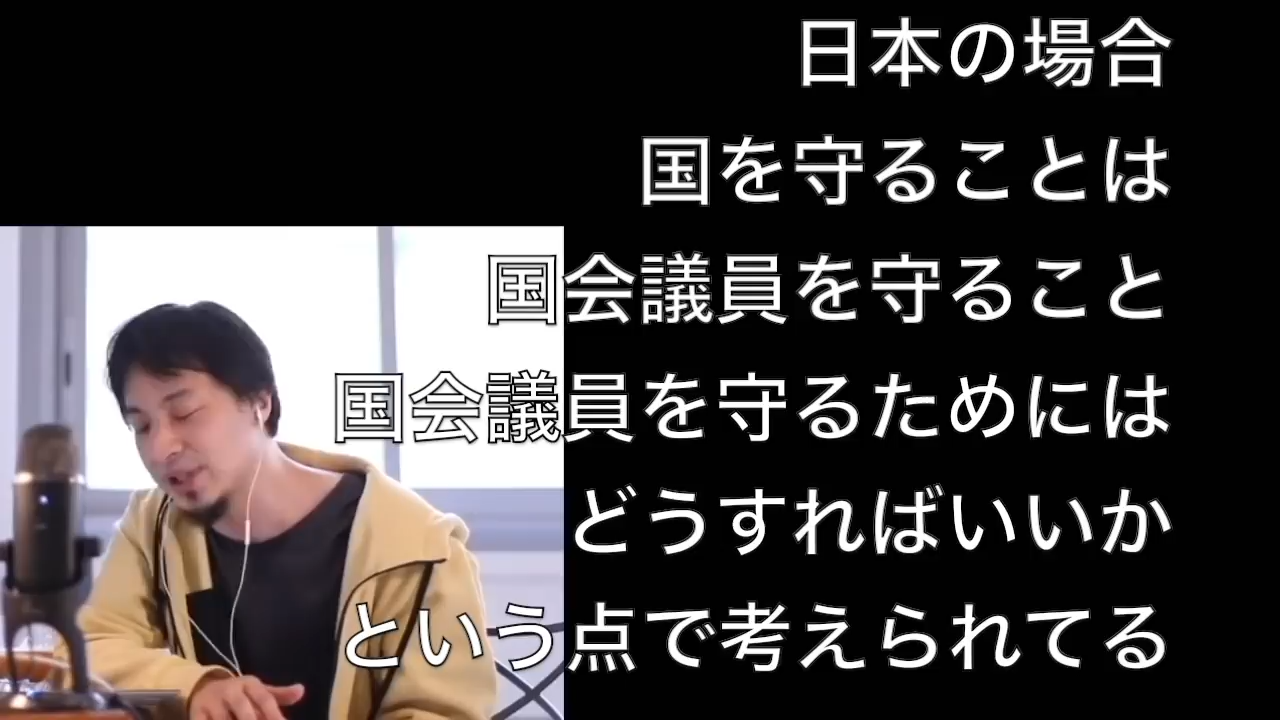 日本の場合
国を守ることは
国会議員を守ること
国会議員を守るためには
どうすればいいか
という点で考えられてる